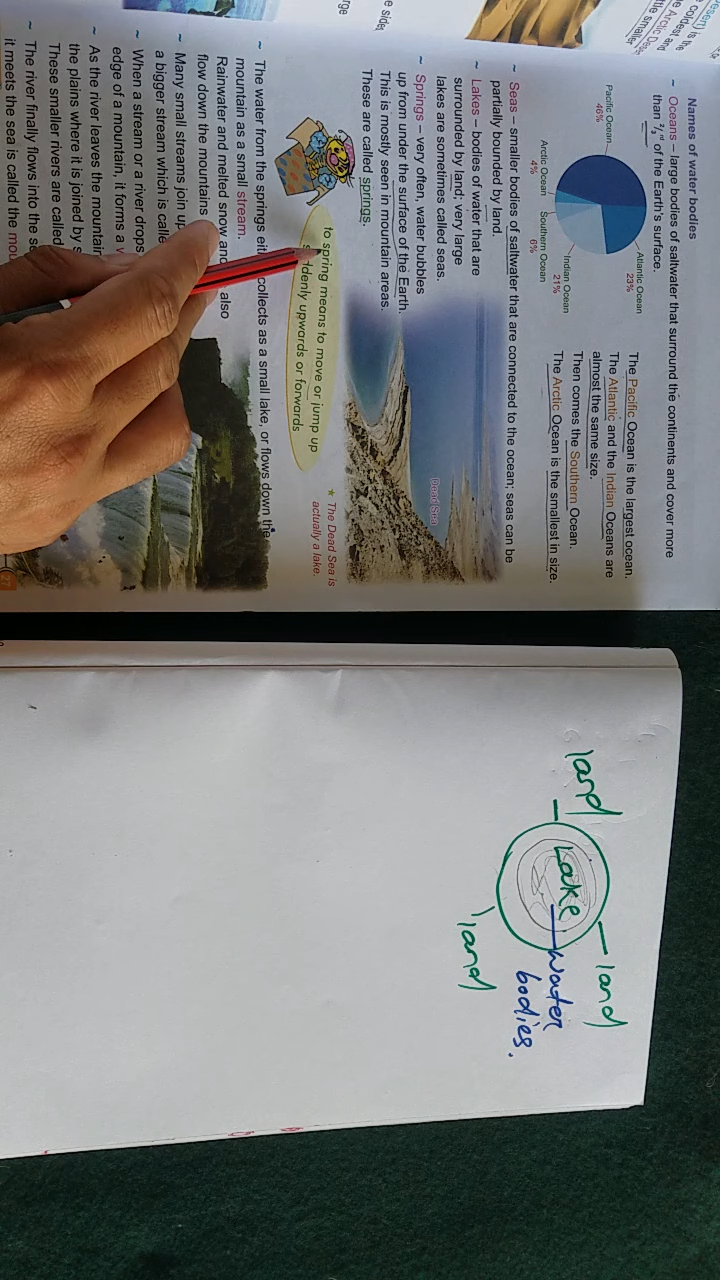 Names of water bodies
~ Oceans – large bodies of saltwater that surround the continents and cover more
than 2/3rd of the Earth's surface.
Pacific Ocean
46%
Atlantic Ocean
23%
Indian Ocean
21%
Southern Ocean
6%
Arctic Ocean
4%
The Pacific Ocean is the largest ocean.
The Atlantic and the Indian Oceans are
almost the same size.
Then comes the Southern Ocean.
The Arctic Ocean is the smallest in size.
~ Seas – smaller bodies of saltwater that are connected to the ocean; seas can be
partially bound by land.
~ Lakes – bodies of water that are
surrounded by land; very large
lakes are sometimes called seas.
~ Springs – very often, water bubbles
up from under the surface of the Earth.
This is mostly seen in mountain areas.
These are called springs.
Dead Sea
★ The Dead Sea is
actually a lake.
to spring means to move or jump up
suddenly upwards or forwards
~ The water from the springs collects as a small lake, or flows down the
mountain as a small stream.
Rainwater and melted snow also
flow down the mountains
~ Many small streams join up
a bigger stream which is
~ When a stream or a river drops
edge of a mountain, it forms a
~ As the river leaves the
the plains where it is joined by
These smaller rivers are called
~ The river finally flows into the
it meets the sea is called the
land
Lake
land
water
bodies.
land